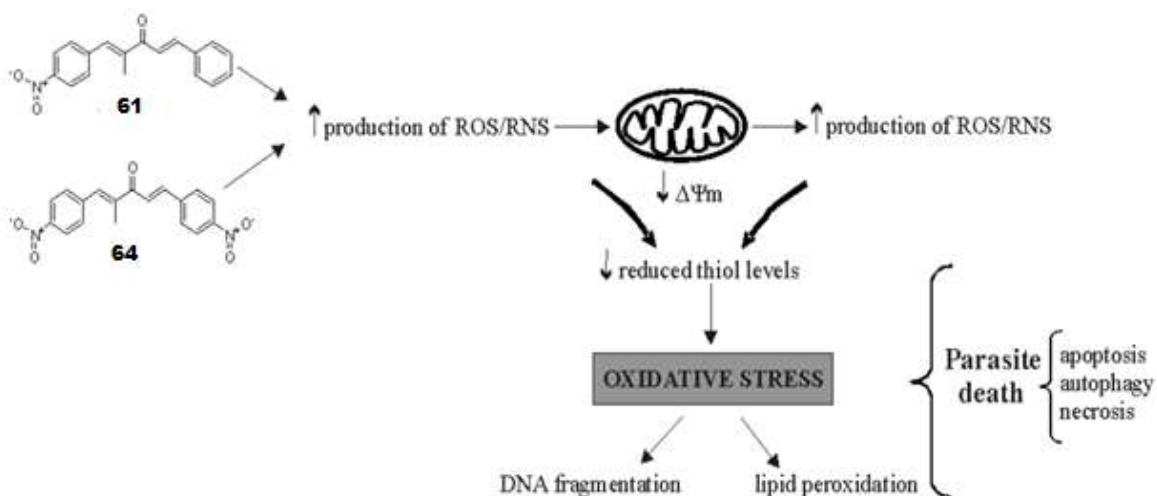 O
O⁻
N⁺
O
61
↑ production of ROS/RNS
↑ production of ROS/RNS
↓ ΔΨm
O
O⁻
N⁺
O
N⁺
O⁻
O
64
↓ reduced thiol levels
OXIDATIVE STRESS
Parasite
death
apoptosis
autophagy
necrosis
DNA fragmentation
lipid peroxidation